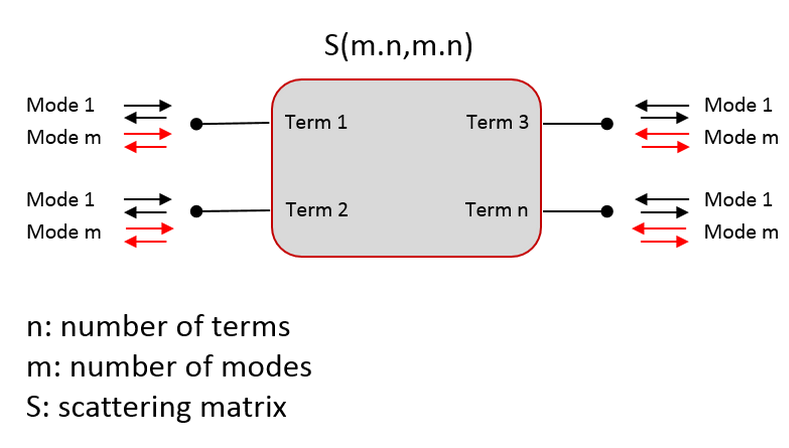 S(m.n,m.n)
Mode 1
Mode m
Term 1
Term 3
Mode 1
Mode m
Mode 1
Mode m
Term 2
Term n
Mode 1
Mode m
n: number of terms
m: number of modes
S: scattering matrix